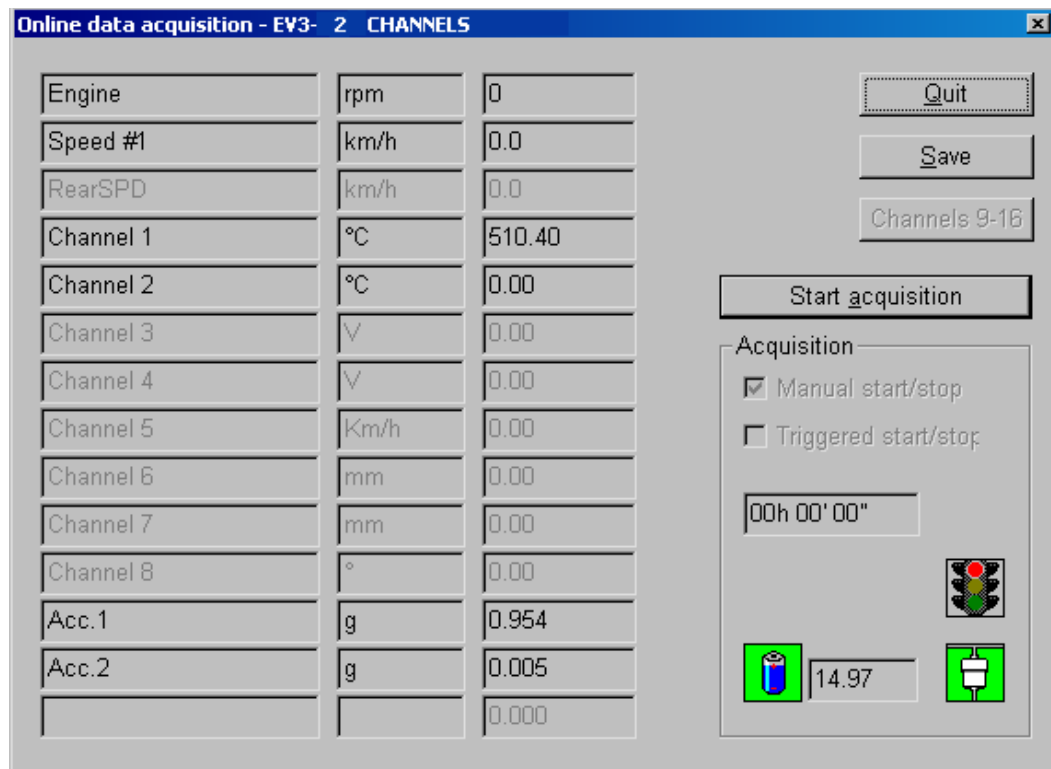 Online data acquisition - EV3- 2 CHANNELS
Engine rpm 0
Quit
Speed #1 km/h 0.0
Save
RearSPD km/h 0.0
Channels 9-16
Channel 1 °C 510.40
Channel 2 °C 0.00
Start acquisition
Channel 3 V 0.00
Acquisition
Channel 4 V 0.00
Manual start/stop
Channel 5 Km/h 0.00
Triggered start/stop
Channel 6 mm 0.00
00h 00' 00"
Channel 7 mm 0.00
Channel 8 ° 0.00
Acc.1 g 0.954
Acc.2 g 0.005
14.97
0.000